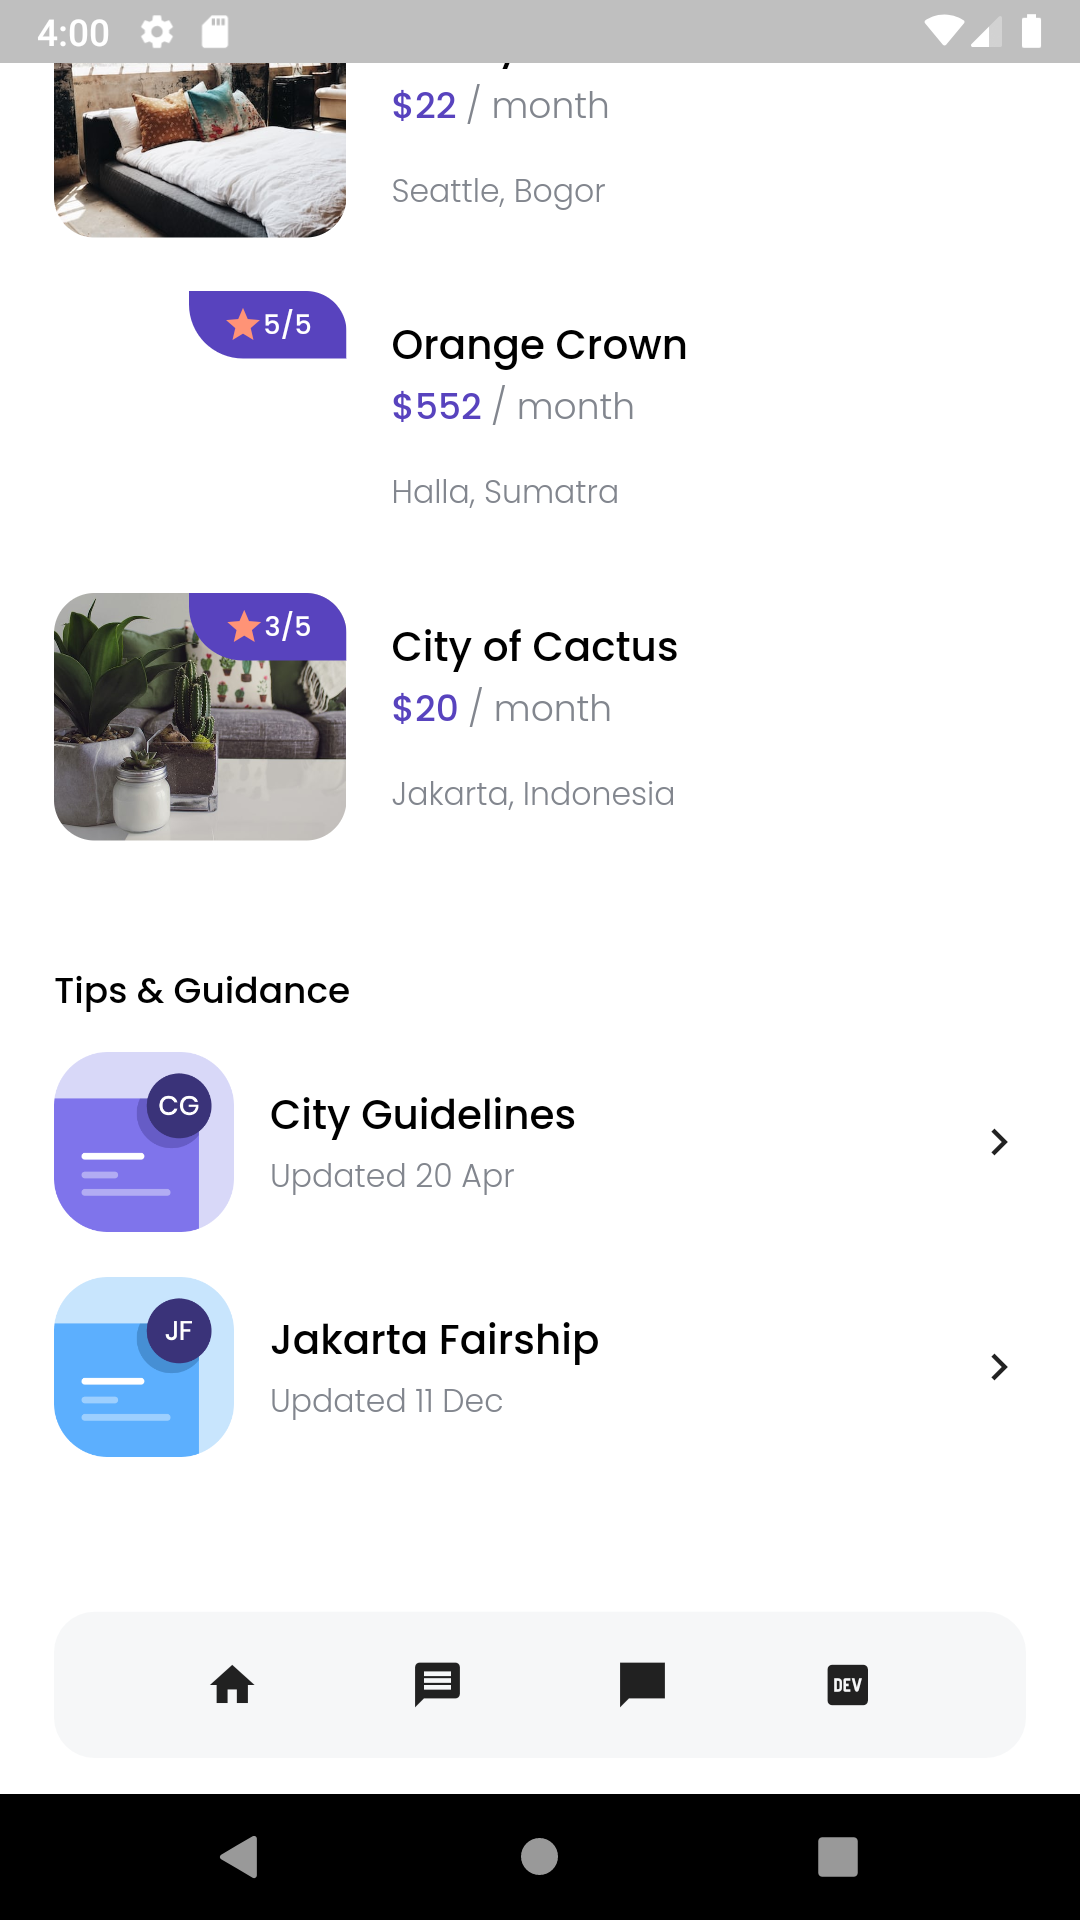 4:00
$22 / month
Seattle, Bogor
5/5
Orange Crown
$552 / month
Halla, Sumatra
3/5
City of Cactus
$20 / month
Jakarta, Indonesia
Tips & Guidance
CG
City Guidelines
Updated 20 Apr
JF
Jakarta Fairship
Updated 11 Dec
DEV